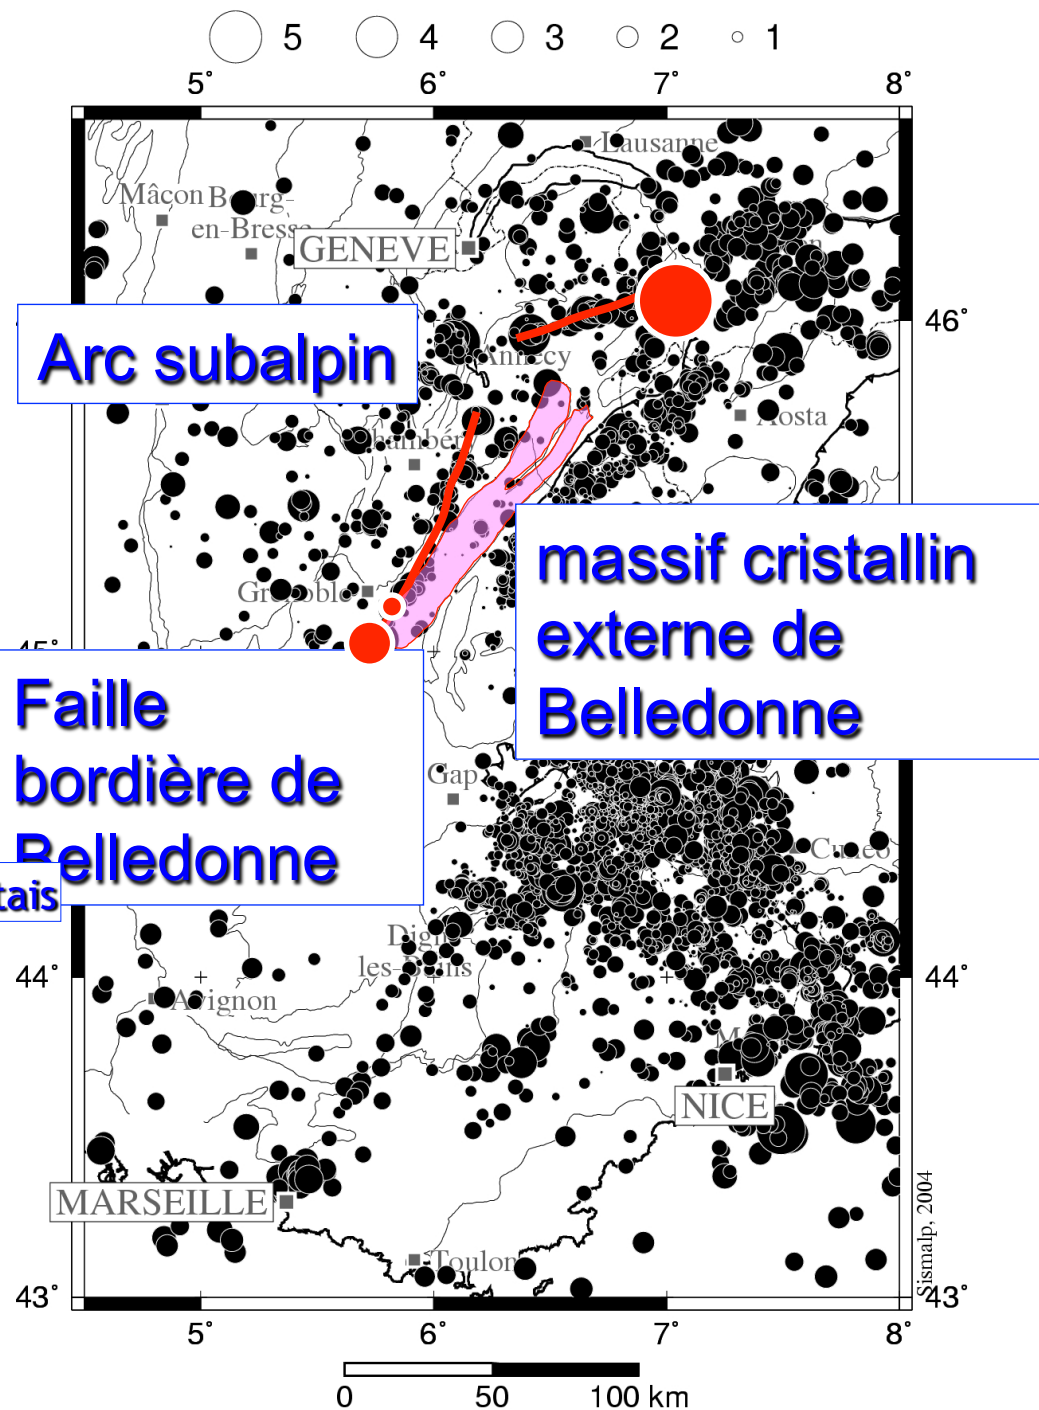 5 4 3 2 1
5° 6° 7° 8°
Lausanne
Mâcon
Bourg-
en-Bresse
GENEVE
46°
Arc subalpin
Annecy
Aosta
Chambéry
massif cristallin
externe de
Belledonne
Grenoble
45°
Faille
bordière de
Belledonne
tais
Gap
Cuneo
Digne
les-Bains
44° 44°
Avignon
NICE
MARSEILLE
Toulon
Sismalp, 2004
43° 43°
5° 6° 7° 8°
0 50 100 km